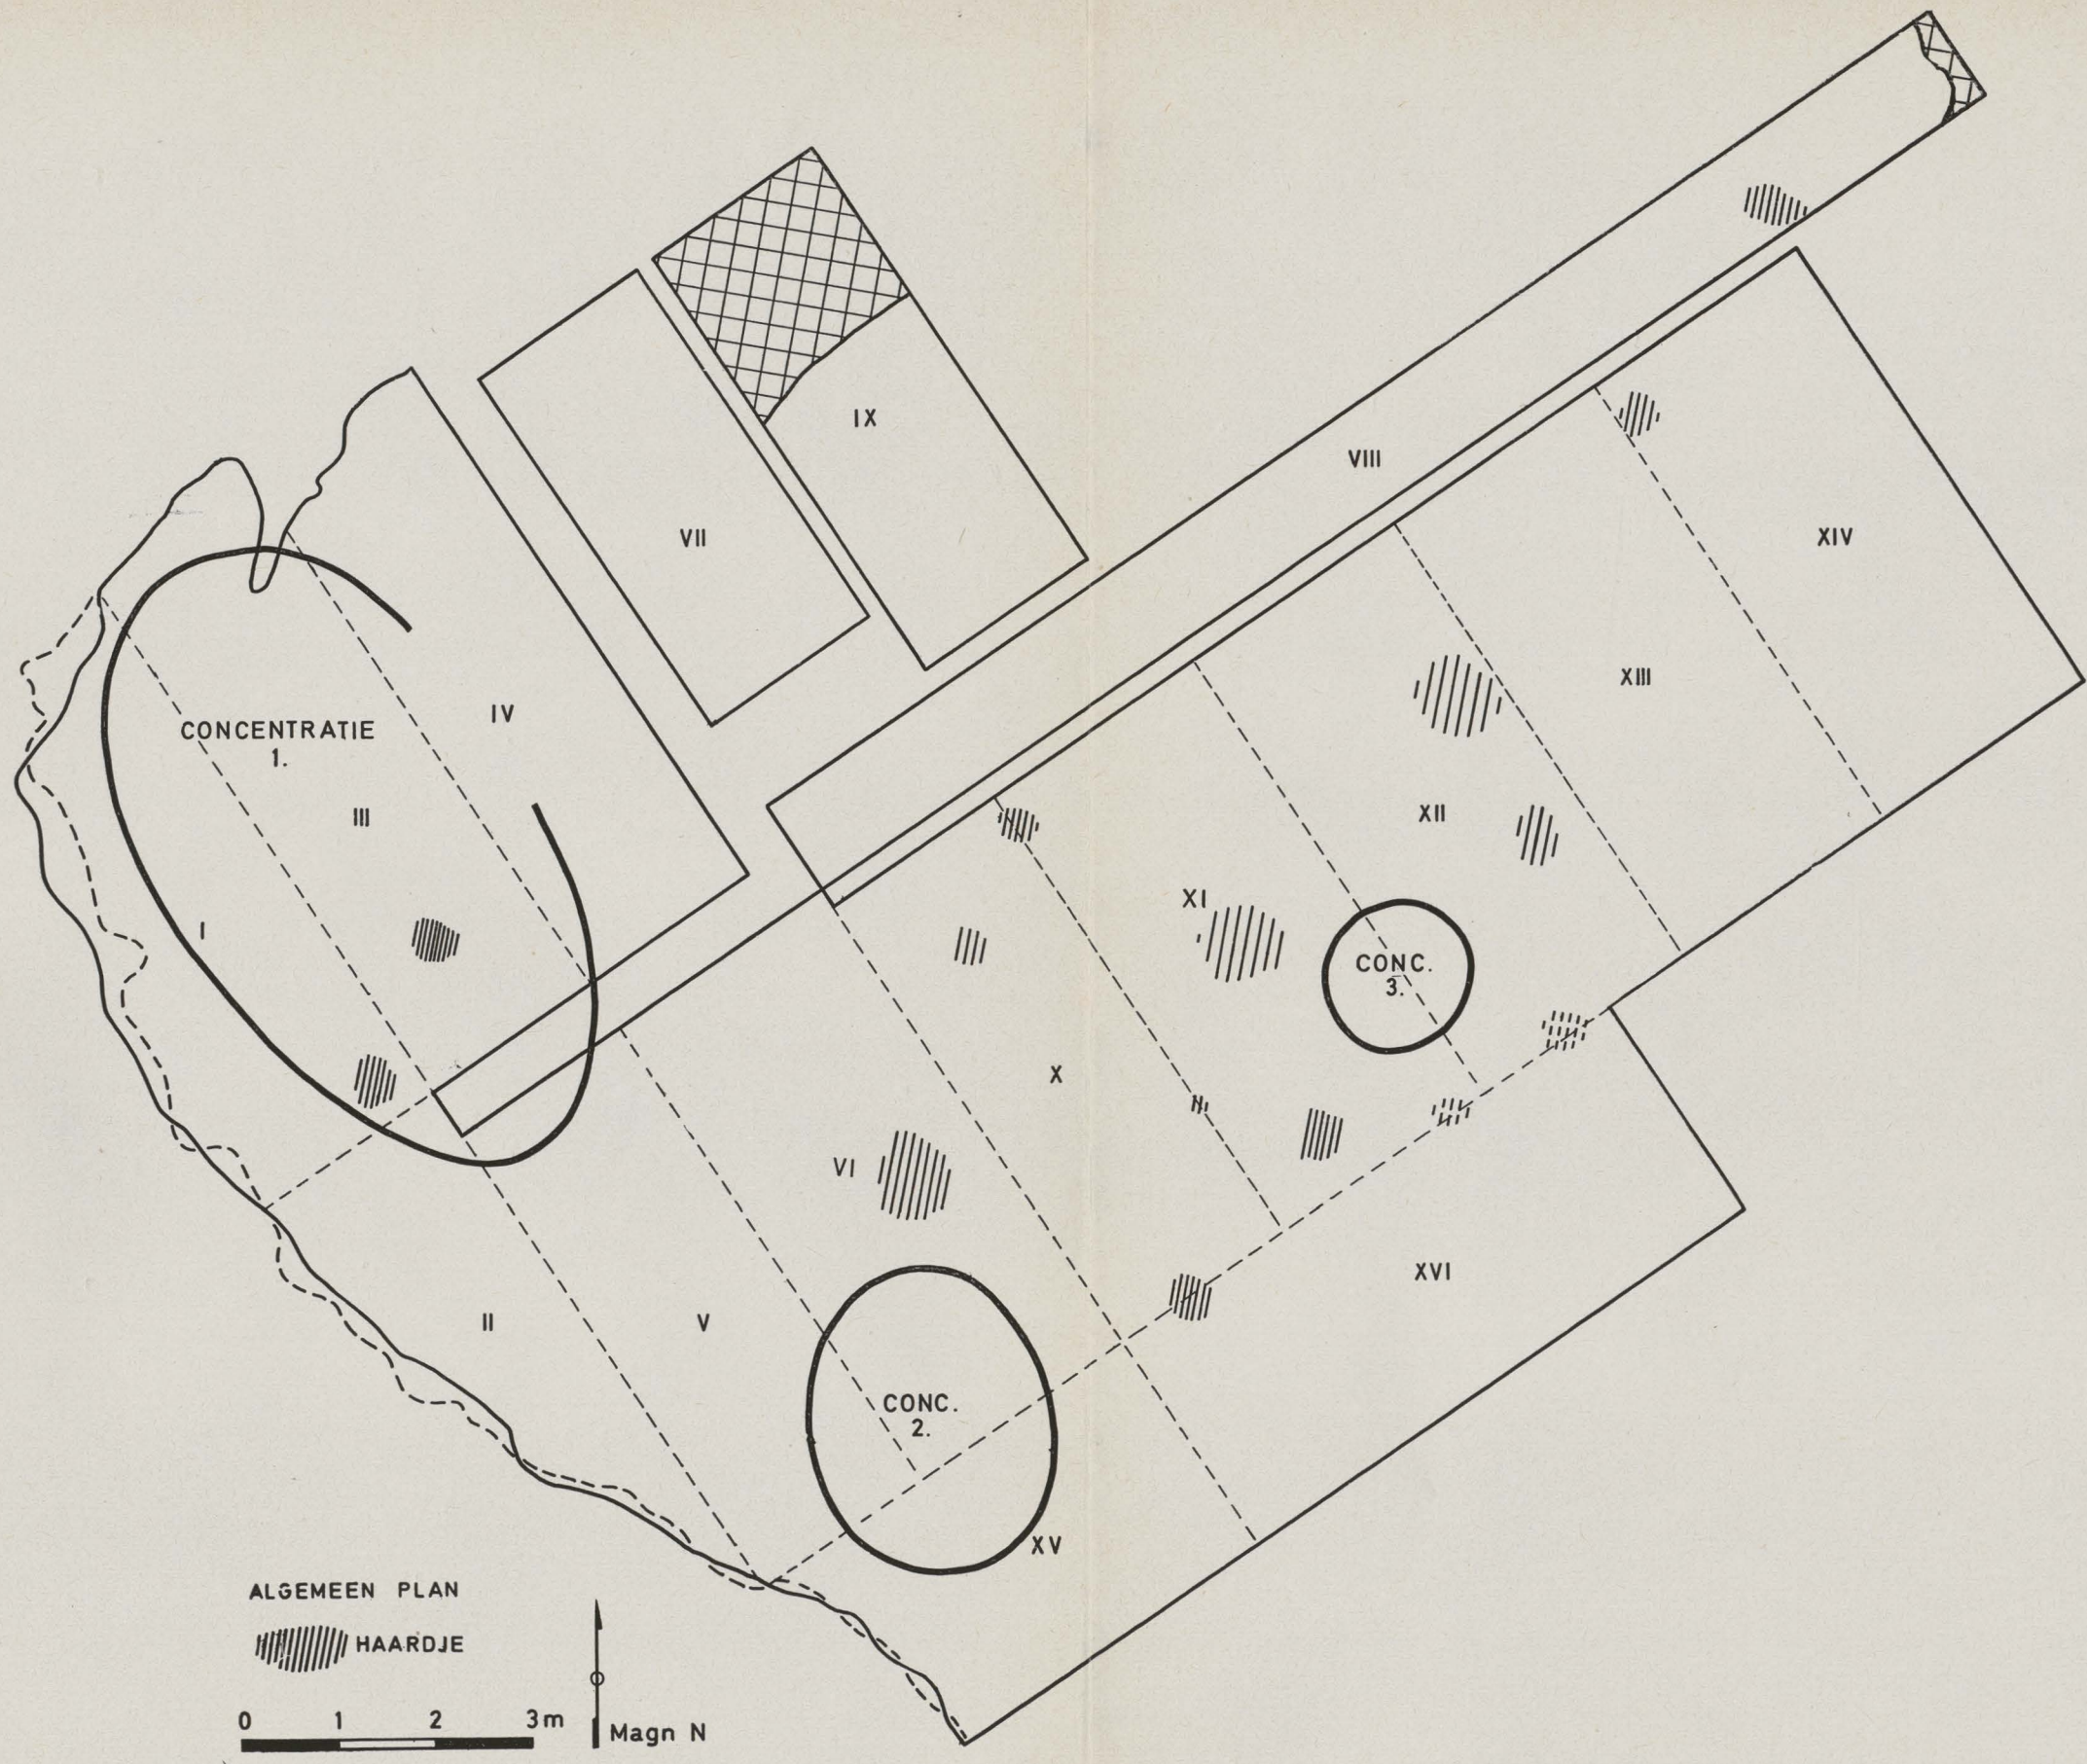 IX
VIII
VII
XIV
XIII
IV
CONCENTRATIE
1.
III
XII
XI
I
CONC.
3.
X
VI
XVI
II
V
CONC.
2.
XV
ALGEMEEN PLAN
HAARDJE
0 1 2 3m
Magn N